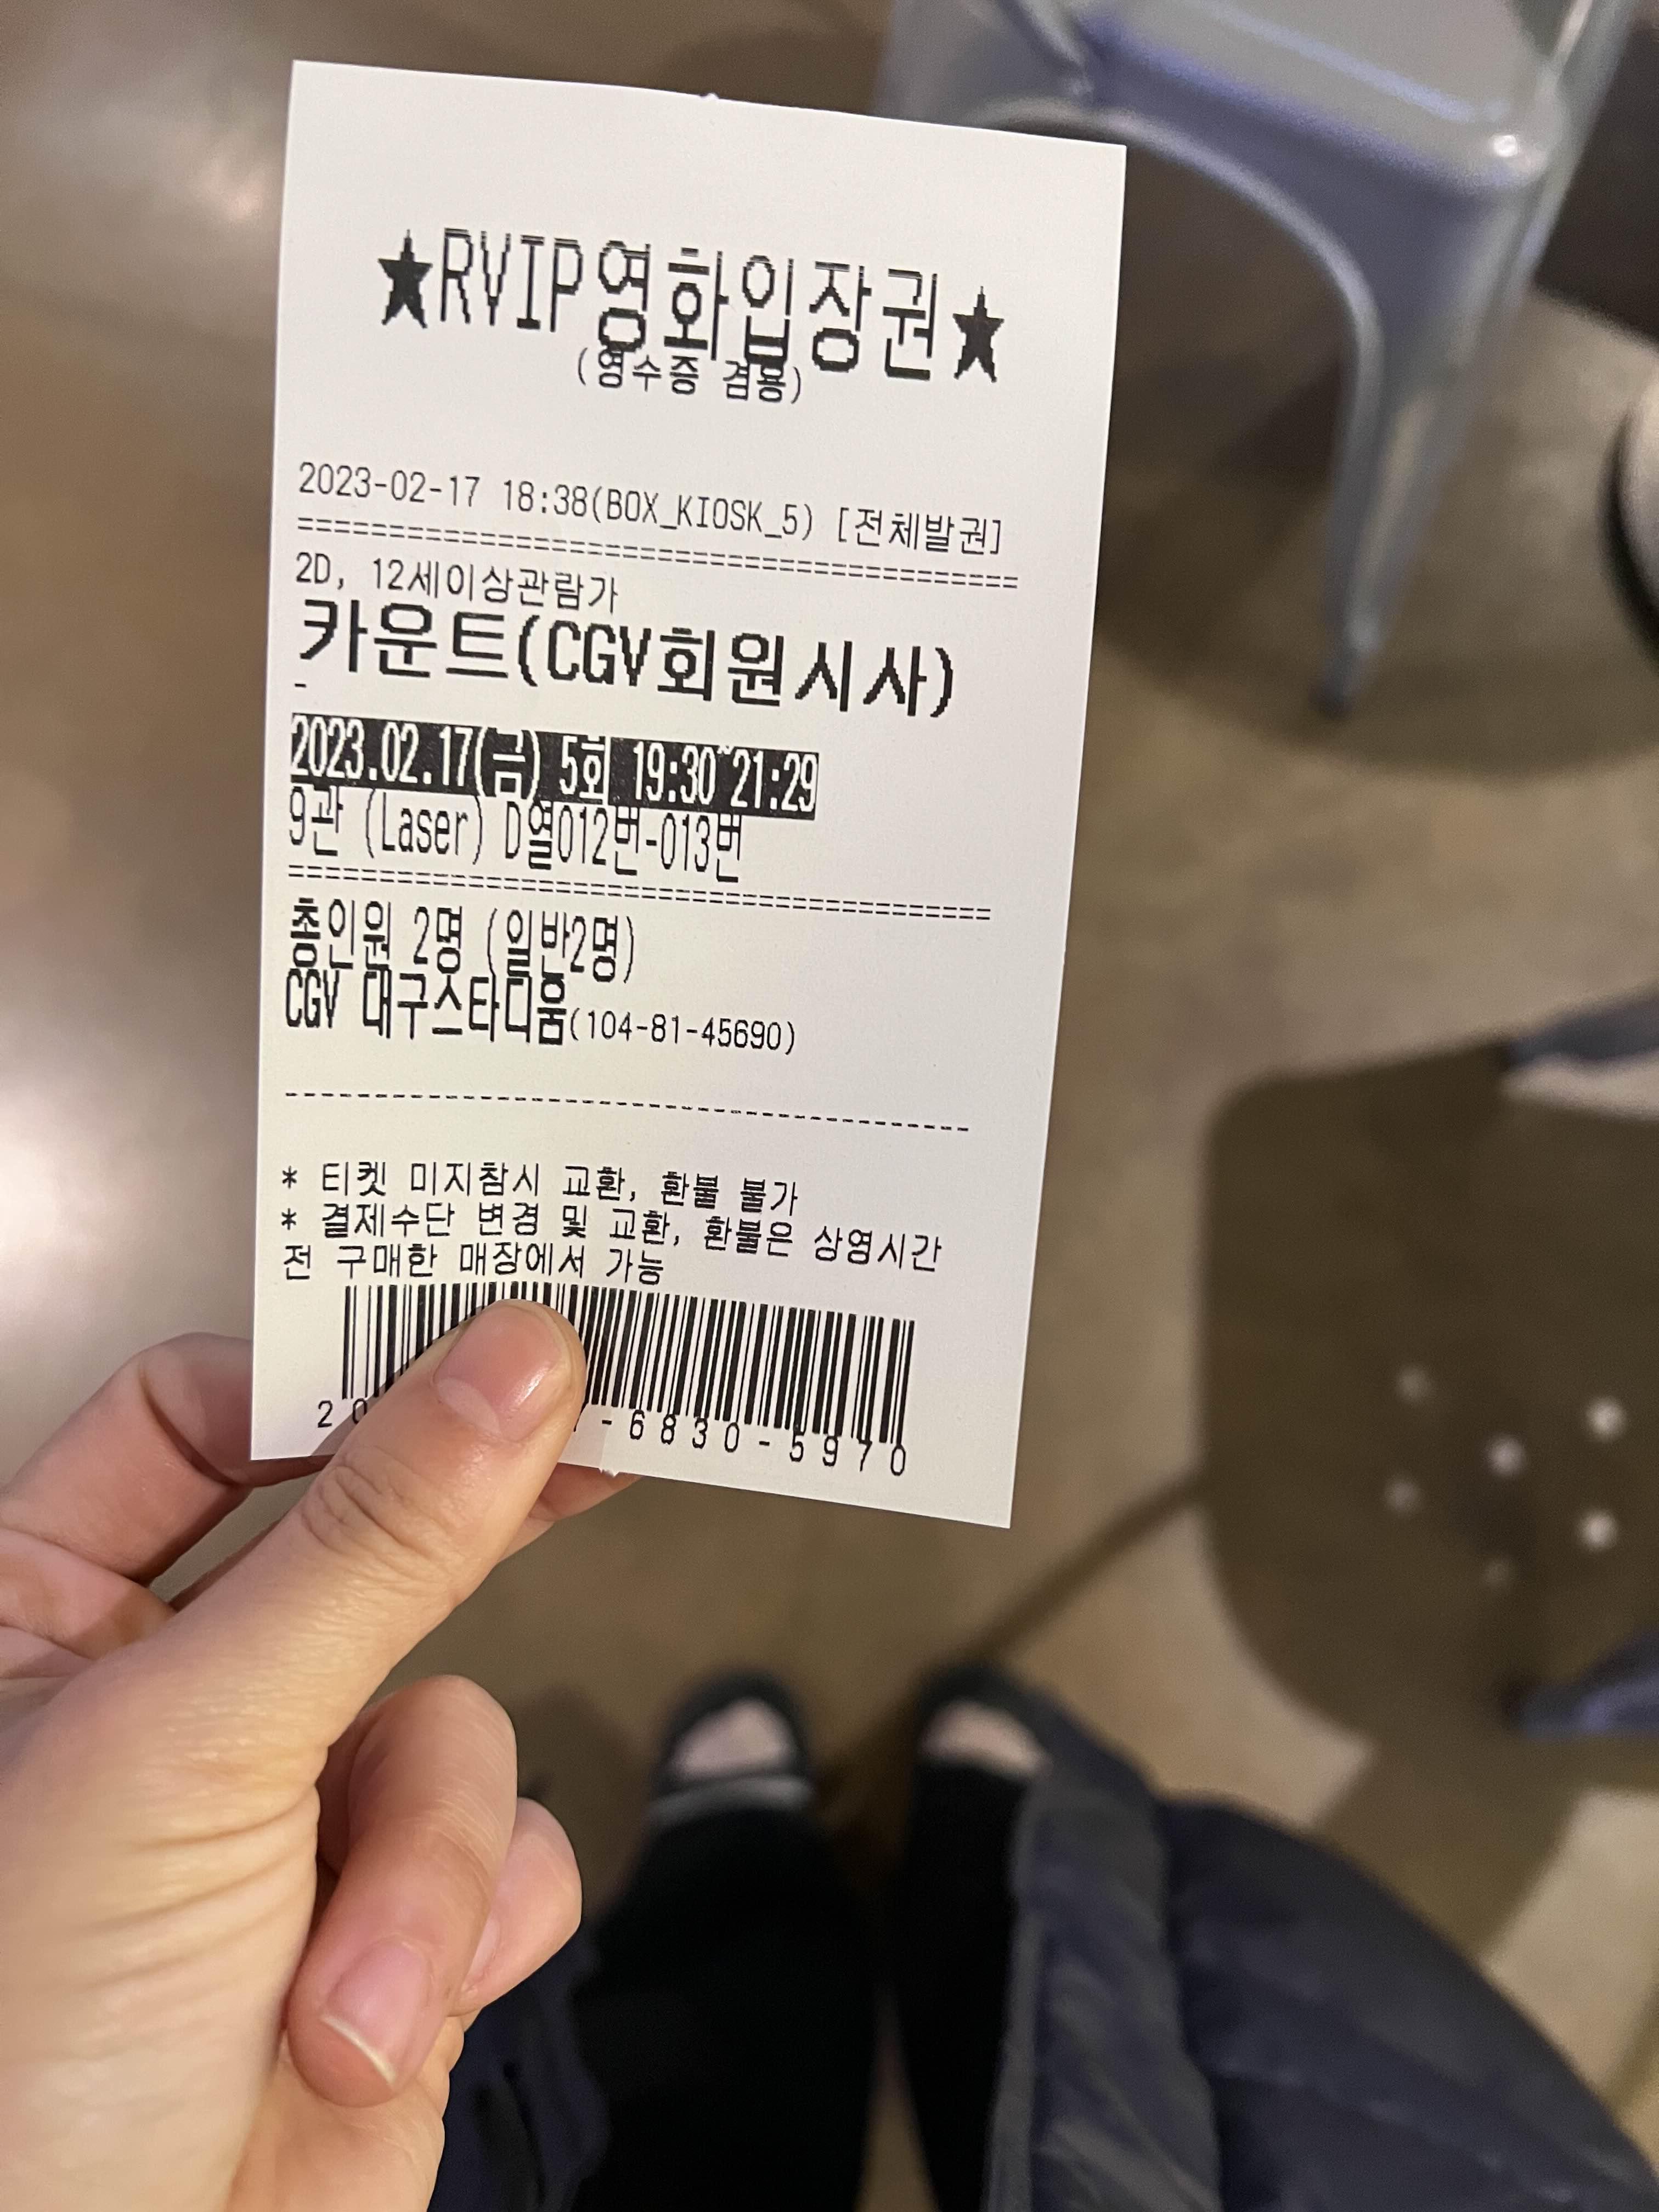 ★RVIP영화입장권★
(영수증 겸용)
2023-02-17 18:38(BOX_KIOSK_5) [전체발권]
======================================
2D, 12세이상관람가
카운트(CGV회원시사)
-
2023.02.17(금) 5회 19:30~21:29
9관 (Laser) D열012번-013번
======================================
총인원 2명 (일반2명)
CGV 대구스타디움(104-81-45690)
--------------------------------------
* 티켓 미지참시 교환, 환불 불가
* 결제수단 변경 및 교환, 환불은 상영시간
전 구매한 매장에서 가능
-6830-5970